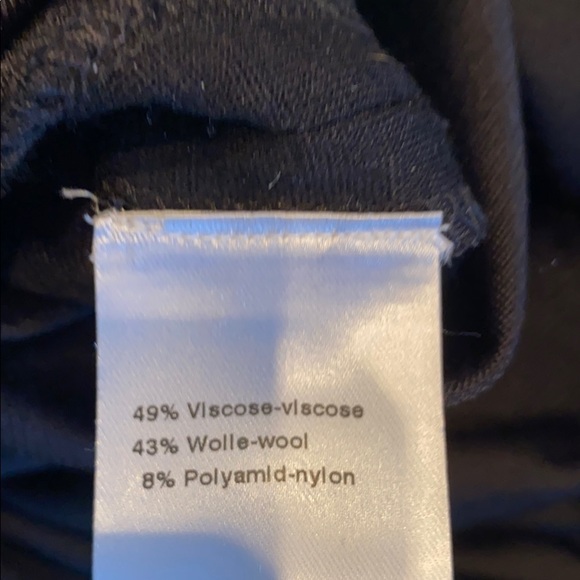 49% Viscose-viscose
43% Wolle-wool
8% Polyamid-nylon